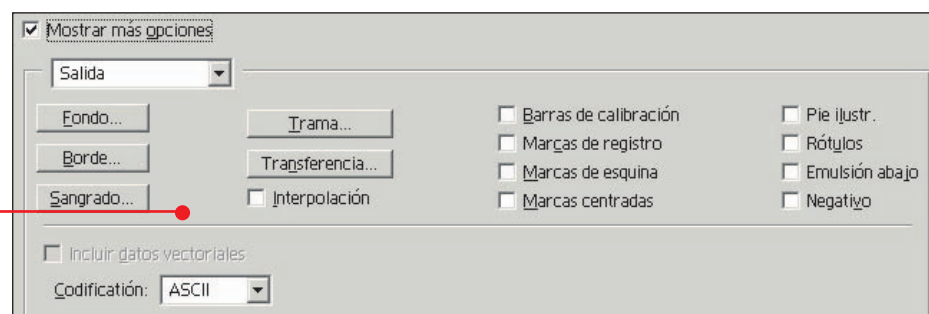 Mostrar más opciones
Salida
Fondo... Trama... Barras de calibración Pie ilustr.
Borde... Transferencia... Marcas de registro Rótulos
Sangrado... Interpolación Marcas de esquina Emulsión abajo
Marcas centradas Negativo
Incluir datos vectoriales
Codificatión: ASCII